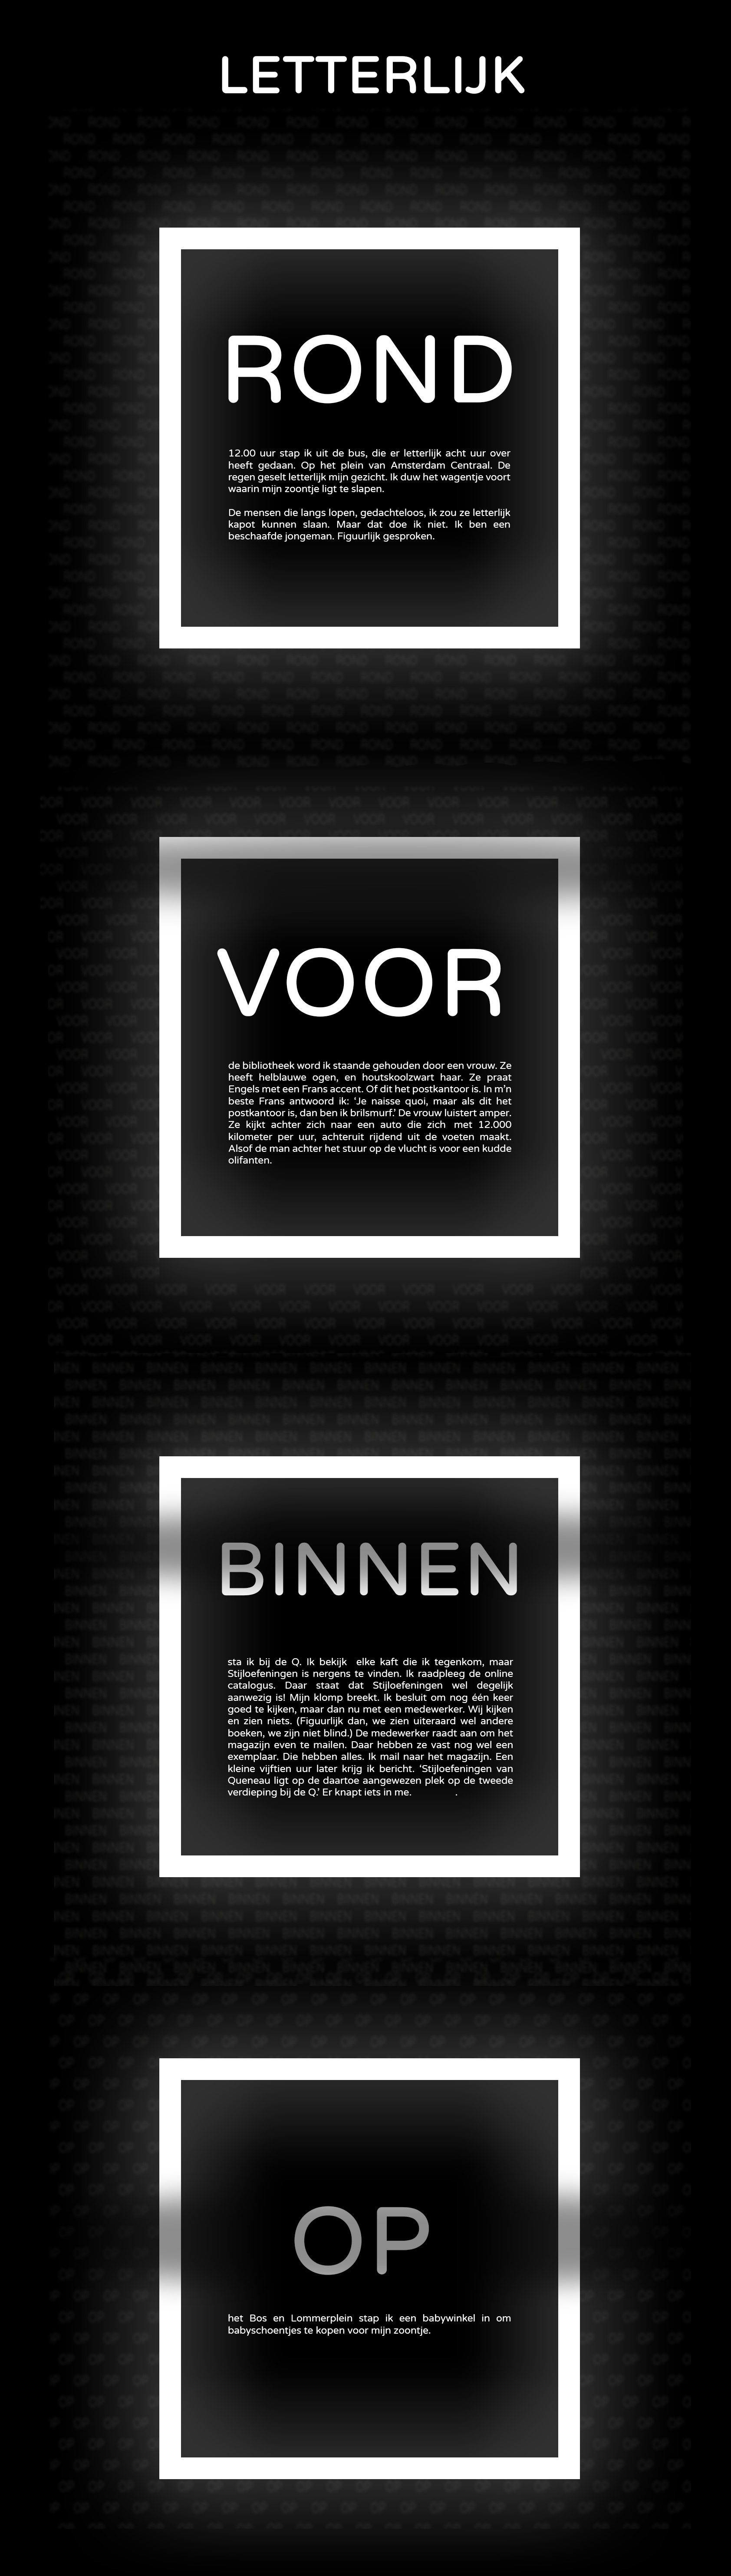 LETTERLIJK
ROND
12.00 uur stap ik uit de bus, die er letterlijk acht uur over
heeft gedaan. Op het plein van Amsterdam Centraal. De
regen geselt letterlijk mijn gezicht. Ik duw het wagentje voort
waarin mijn zoontje ligt te slapen.
De mensen die langs lopen, gedachteloos, ik zou ze letterlijk
kapot kunnen slaan. Maar dat doe ik niet. Ik ben een
beschaafde jongeman. Figuurlijk gesproken.
VOOR
de bibliotheek word ik staande gehouden door een vrouw. Ze
heeft helblauwe ogen, en houtskoolzwart haar. Ze praat
Engels met een Frans accent. Of dit het postkantoor is. In m'n
beste Frans antwoord ik: 'Je naisse quoi, maar als dit het
postkantoor is, dan ben ik brilsmurf.' De vrouw luistert amper.
Ze kijkt achter zich naar een auto die zich met 12.000
kilometer per uur, achteruit rijdend uit de voeten maakt.
Alsof de man achter het stuur op de vlucht is voor een kudde
olifanten.
BINNEN
sta ik bij de Q. Ik bekijk elke kaft die ik tegenkom, maar
Stijloefeningen is nergens te vinden. Ik raadpleeg de online
catalogus. Daar staat dat Stijloefeningen wel degelijk
aanwezig is! Mijn klomp breekt. Ik besluit om nog één keer
goed te kijken, maar dan nu met een medewerker. Wij kijken
en zien niets. (Figuurlijk dan, we zien uiteraard wel andere
boeken, we zijn niet blind.) De medewerker raadt aan om het
magazijn even te mailen. Daar hebben ze vast nog wel een
exemplaar. Die hebben alles. Ik mail naar het magazijn. Een
kleine vijftien uur later krijg ik bericht. 'Stijloefeningen van
Queneau ligt op de daartoe aangewezen plek op de tweede
verdieping bij de Q.' Er knapt iets in me. .
OP
het Bos en Lommerplein stap ik een babywinkel in om
babyschoentjes te kopen voor mijn zoontje.